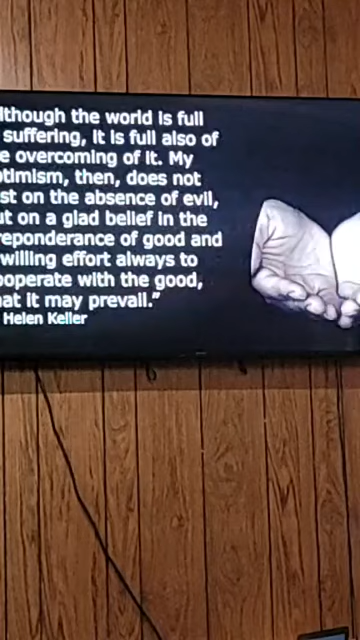 lthough the world is full
suffering, it is full also of
e overcoming of it. My
ptimism, then, does not
st on the absence of evil,
ut on a glad belief in the
reponderance of good and
willing effort always to
ooperate with the good,
hat it may prevail."
Helen Keller